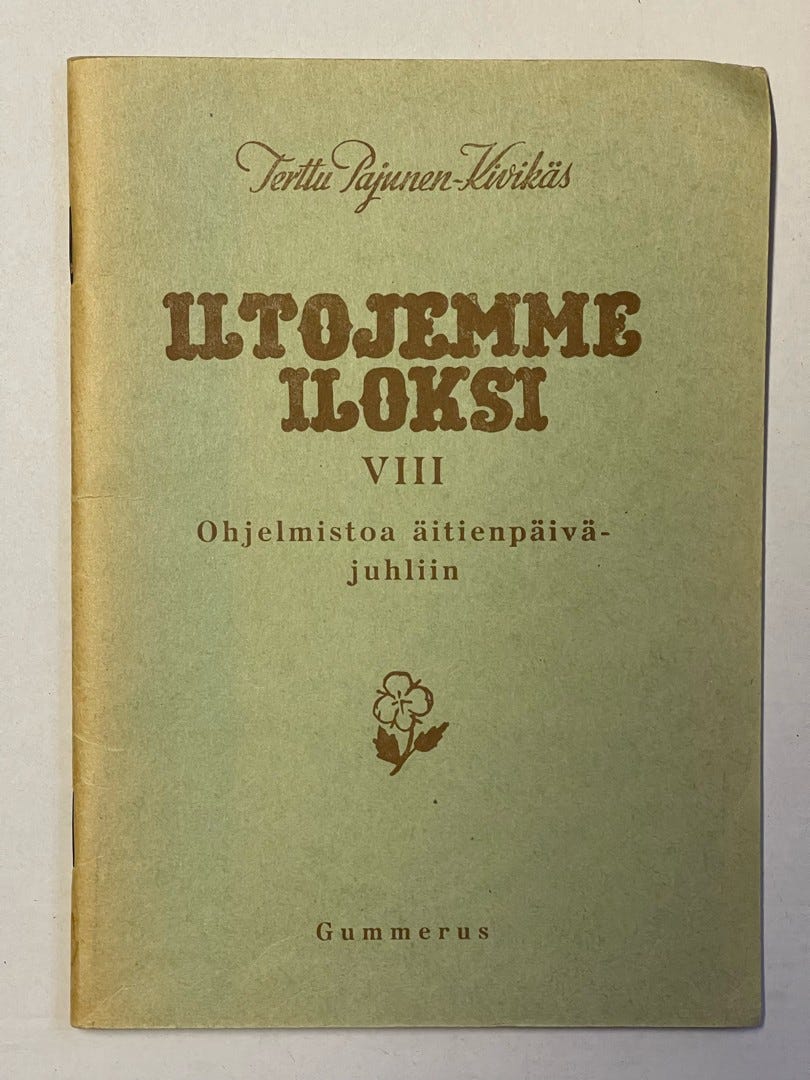 Terttu Pajunen-Kivikäs
ILTOJEMME
ILOKSI
VIII
Ohjelmistoa äitienpäivä-
juhliin
Gummerus